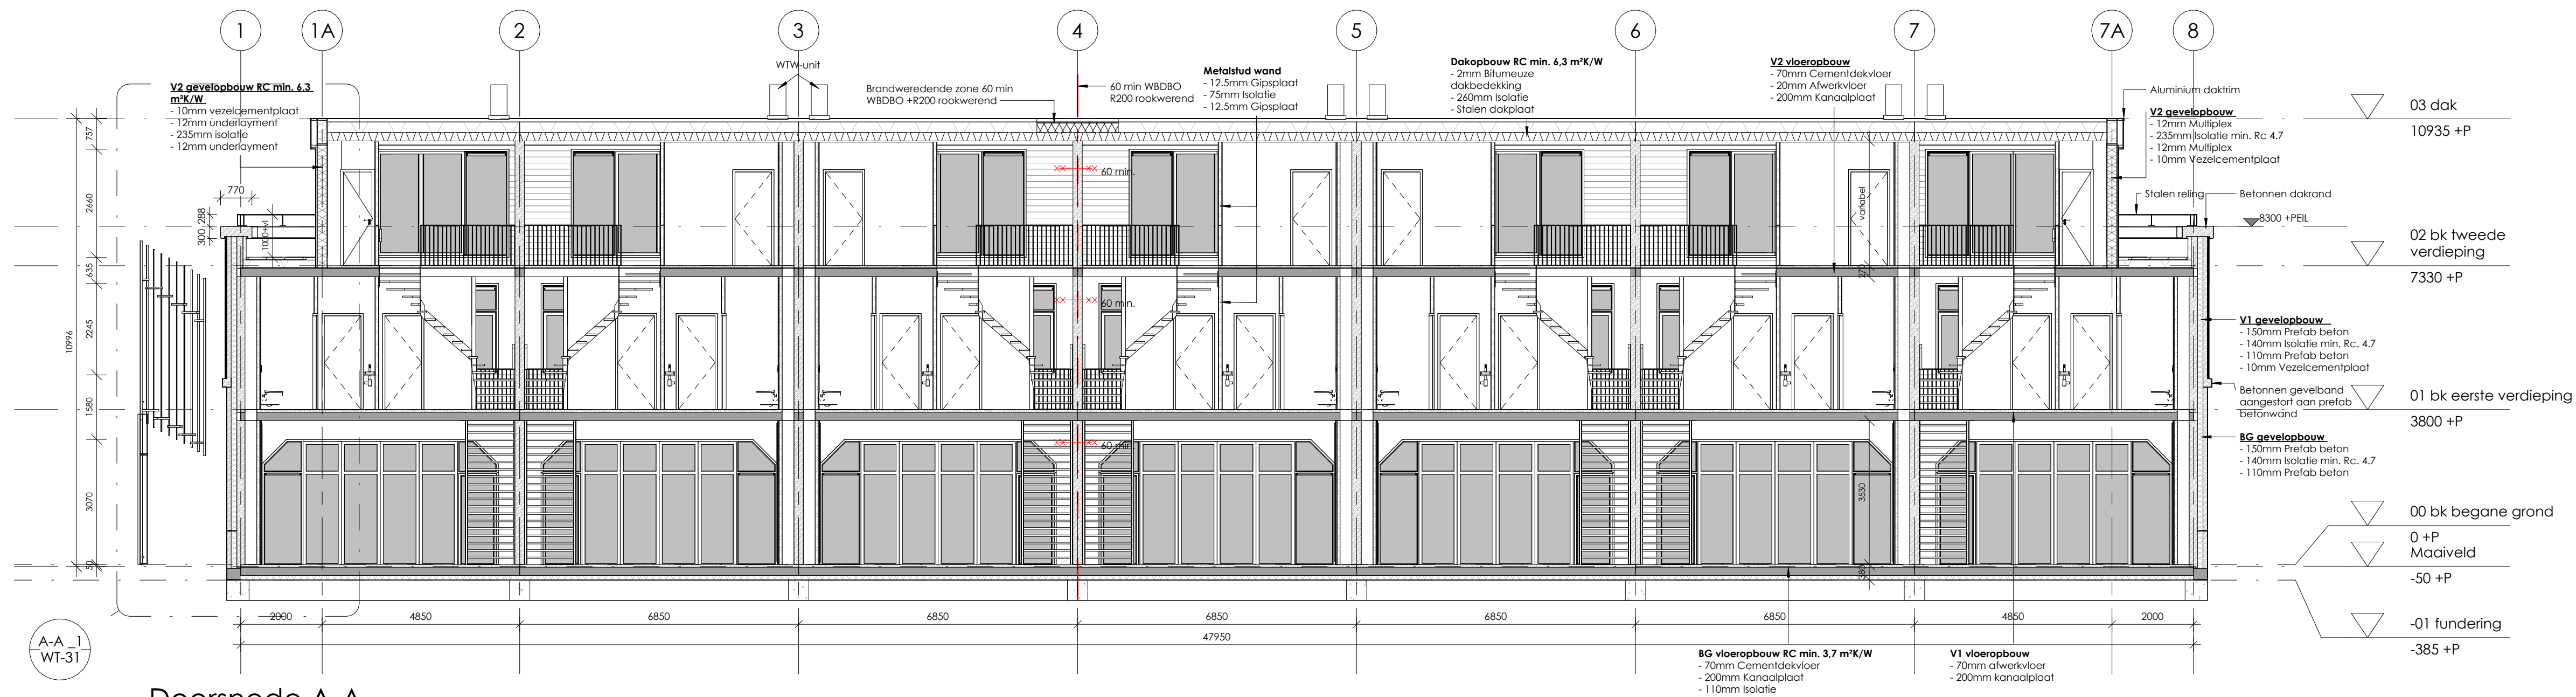 1
1A
2
3
4
5
6
7
7A
8
V2 gevelopbouw RC min. 6.3
m²K/W
- 10mm vezelcementplaat
- 12mm underlayment
- 235mm isolatie
- 12mm underlayment
WTW-unit
Brandweredende zone 60 min
WBDBO +R200 rookwerend
60 min WBDBO
R200 rookwerend
Metalstud wand
- 12.5mm Gipsplaat
- 75mm Isolatie
- 12.5mm Gipsplaat
Dakopbouw RC min. 6,3 m²K/W
- 2mm Bitumeuze
dakbedekking
- 260mm Isolatie
- Stalen dakplaat
V2 vloeropbouw
- 70mm Cementdekvloer
- 20mm Afwerkvloer
- 200mm Kanaalplaat
Aluminium daktrim
V2 gevelopbouw
- 12mm Multiplex
- 235mm Isolatie min. Rc 4.7
- 12mm Multiplex
- 10mm Vezelcementplaat
Stalen reling
Betonnen dakrand
8300 +PEIL
03 dak
10935 +P
02 bk tweede
verdieping
7330 +P
01 bk eerste verdieping
3800 +P
00 bk begane grond
0 +P
Maaiveld
-50 +P
-01 fundering
-385 +P
V1 gevelopbouw
- 150mm Prefab beton
- 140mm Isolatie min. Rc. 4.7
- 110mm Prefab beton
- 10mm Vezelcementplaat
Betonnen gevelband
aangestort aan prefab
betonwand
BG gevelopbouw
- 150mm Prefab beton
- 140mm Isolatie min. Rc. 4.7
- 110mm Prefab beton
757
2660
635
2245
1580
3070
50
10996
770
288
300
1000+vl
60 min.
60 min.
60 min.
variabel
270
3530
380
2000
4850
6850
6850
6850
6850
6850
4850
2000
47950
A-A _1
WT-31
BG vloeropbouw RC min. 3,7 m²K/W
- 70mm Cementdekvloer
- 200mm Kanaalplaat
- 110mm Isolatie
V1 vloeropbouw
- 70mm afwerkvloer
- 200mm kanaalplaat
Doorsnede A-A